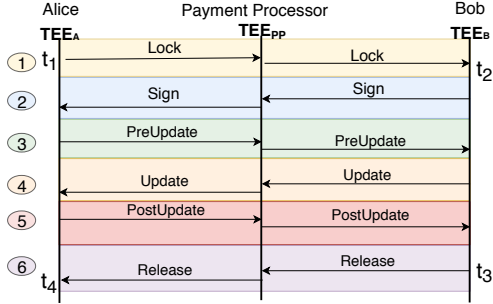 Alice Payment Processor Bob
TEEA TEEPP TEEB
1 t1 Lock Lock t2
2 Sign Sign
3 PreUpdate PreUpdate
4 Update Update
5 PostUpdate PostUpdate
6 t4 Release Release t3